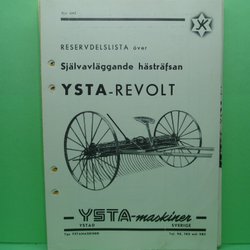 RESERVDELSLISTA över
Självavläggande hästräfsan
YSTA-REVOLT
YSTA-maskiner
YSTAD SVERIGE